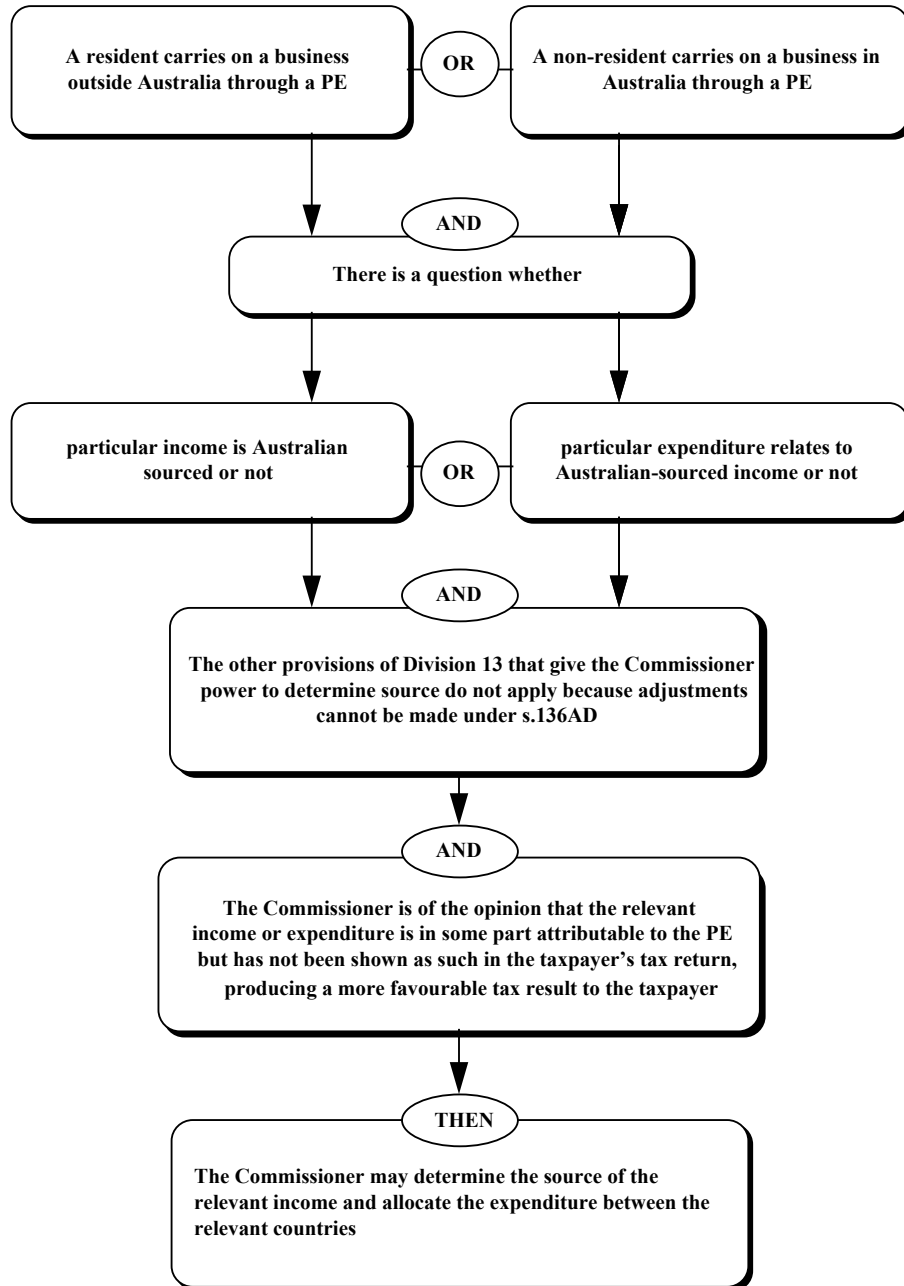 A resident carries on a business
outside Australia through a PE
OR
A non-resident carries on a business in
Australia through a PE
AND
There is a question whether
particular income is Australian
sourced or not
OR
particular expenditure relates to
Australian-sourced income or not
AND
The other provisions of Division 13 that give the Commissioner
power to determine source do not apply because adjustments
cannot be made under s.136AD
AND
The Commissioner is of the opinion that the relevant
income or expenditure is in some part attributable to the PE
but has not been shown as such in the taxpayer's tax return,
producing a more favourable tax result to the taxpayer
THEN
The Commissioner may determine the source of the
relevant income and allocate the expenditure between the
relevant countries